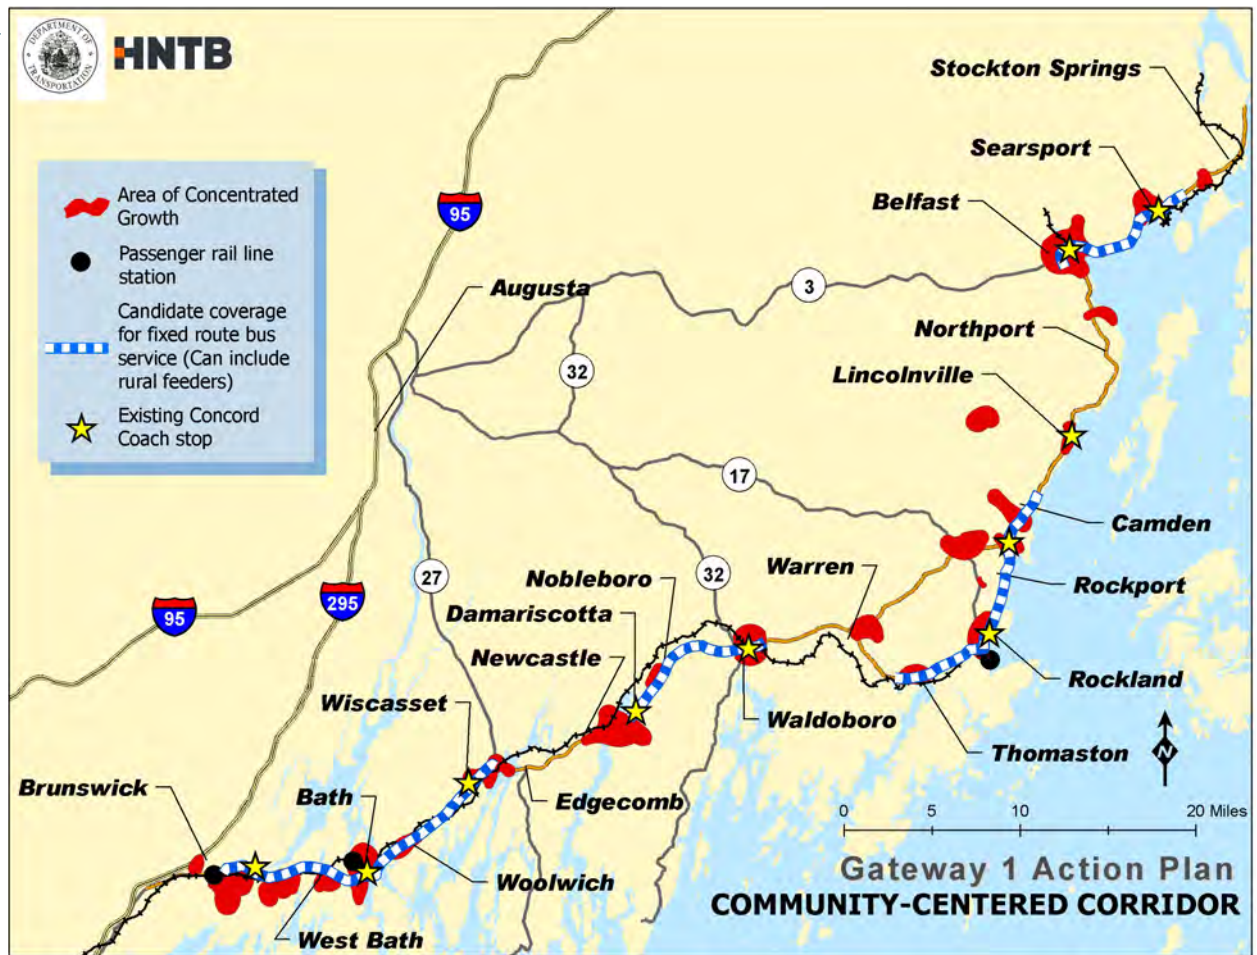 DEPARTMENT OF
TRANSPORTATION
HNTB
Area of Concentrated
Growth
Passenger rail line
station
Candidate coverage
for fixed route bus
service (Can include
rural feeders)
Existing Concord
Coach stop
Stockton Springs
Searsport
Belfast
95
Augusta
3
Northport
32
Lincolnville
17
Camden
Warren
Nobleboro
32
27
Rockport
Damariscotta
295
95
Newcastle
Rockland
Wiscasset
Waldoboro
Thomaston
N
Brunswick
Bath
Edgecomb
0 5 10 20 Miles
Gateway 1 Action Plan
Woolwich
COMMUNITY-CENTERED CORRIDOR
West Bath